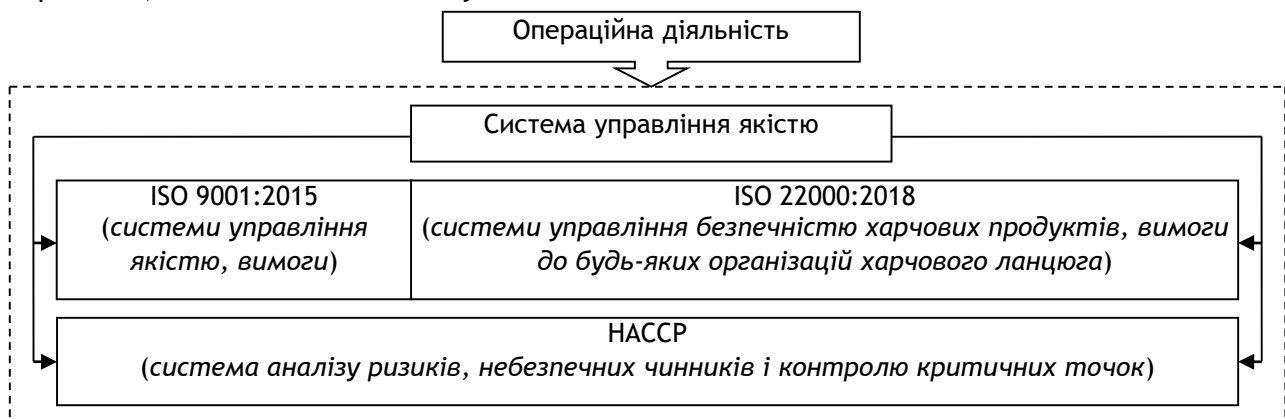 Операційна діяльність
Система управління якістю
ISO 9001:2015
(системи управління
якістю, вимоги)
ISO 22000:2018
(системи управління безпечністю харчових продуктів, вимоги
до будь-яких організацій харчового ланцюга)
HACCP
(система аналізу ризиків, небезпечних чинників і контролю критичних точок)